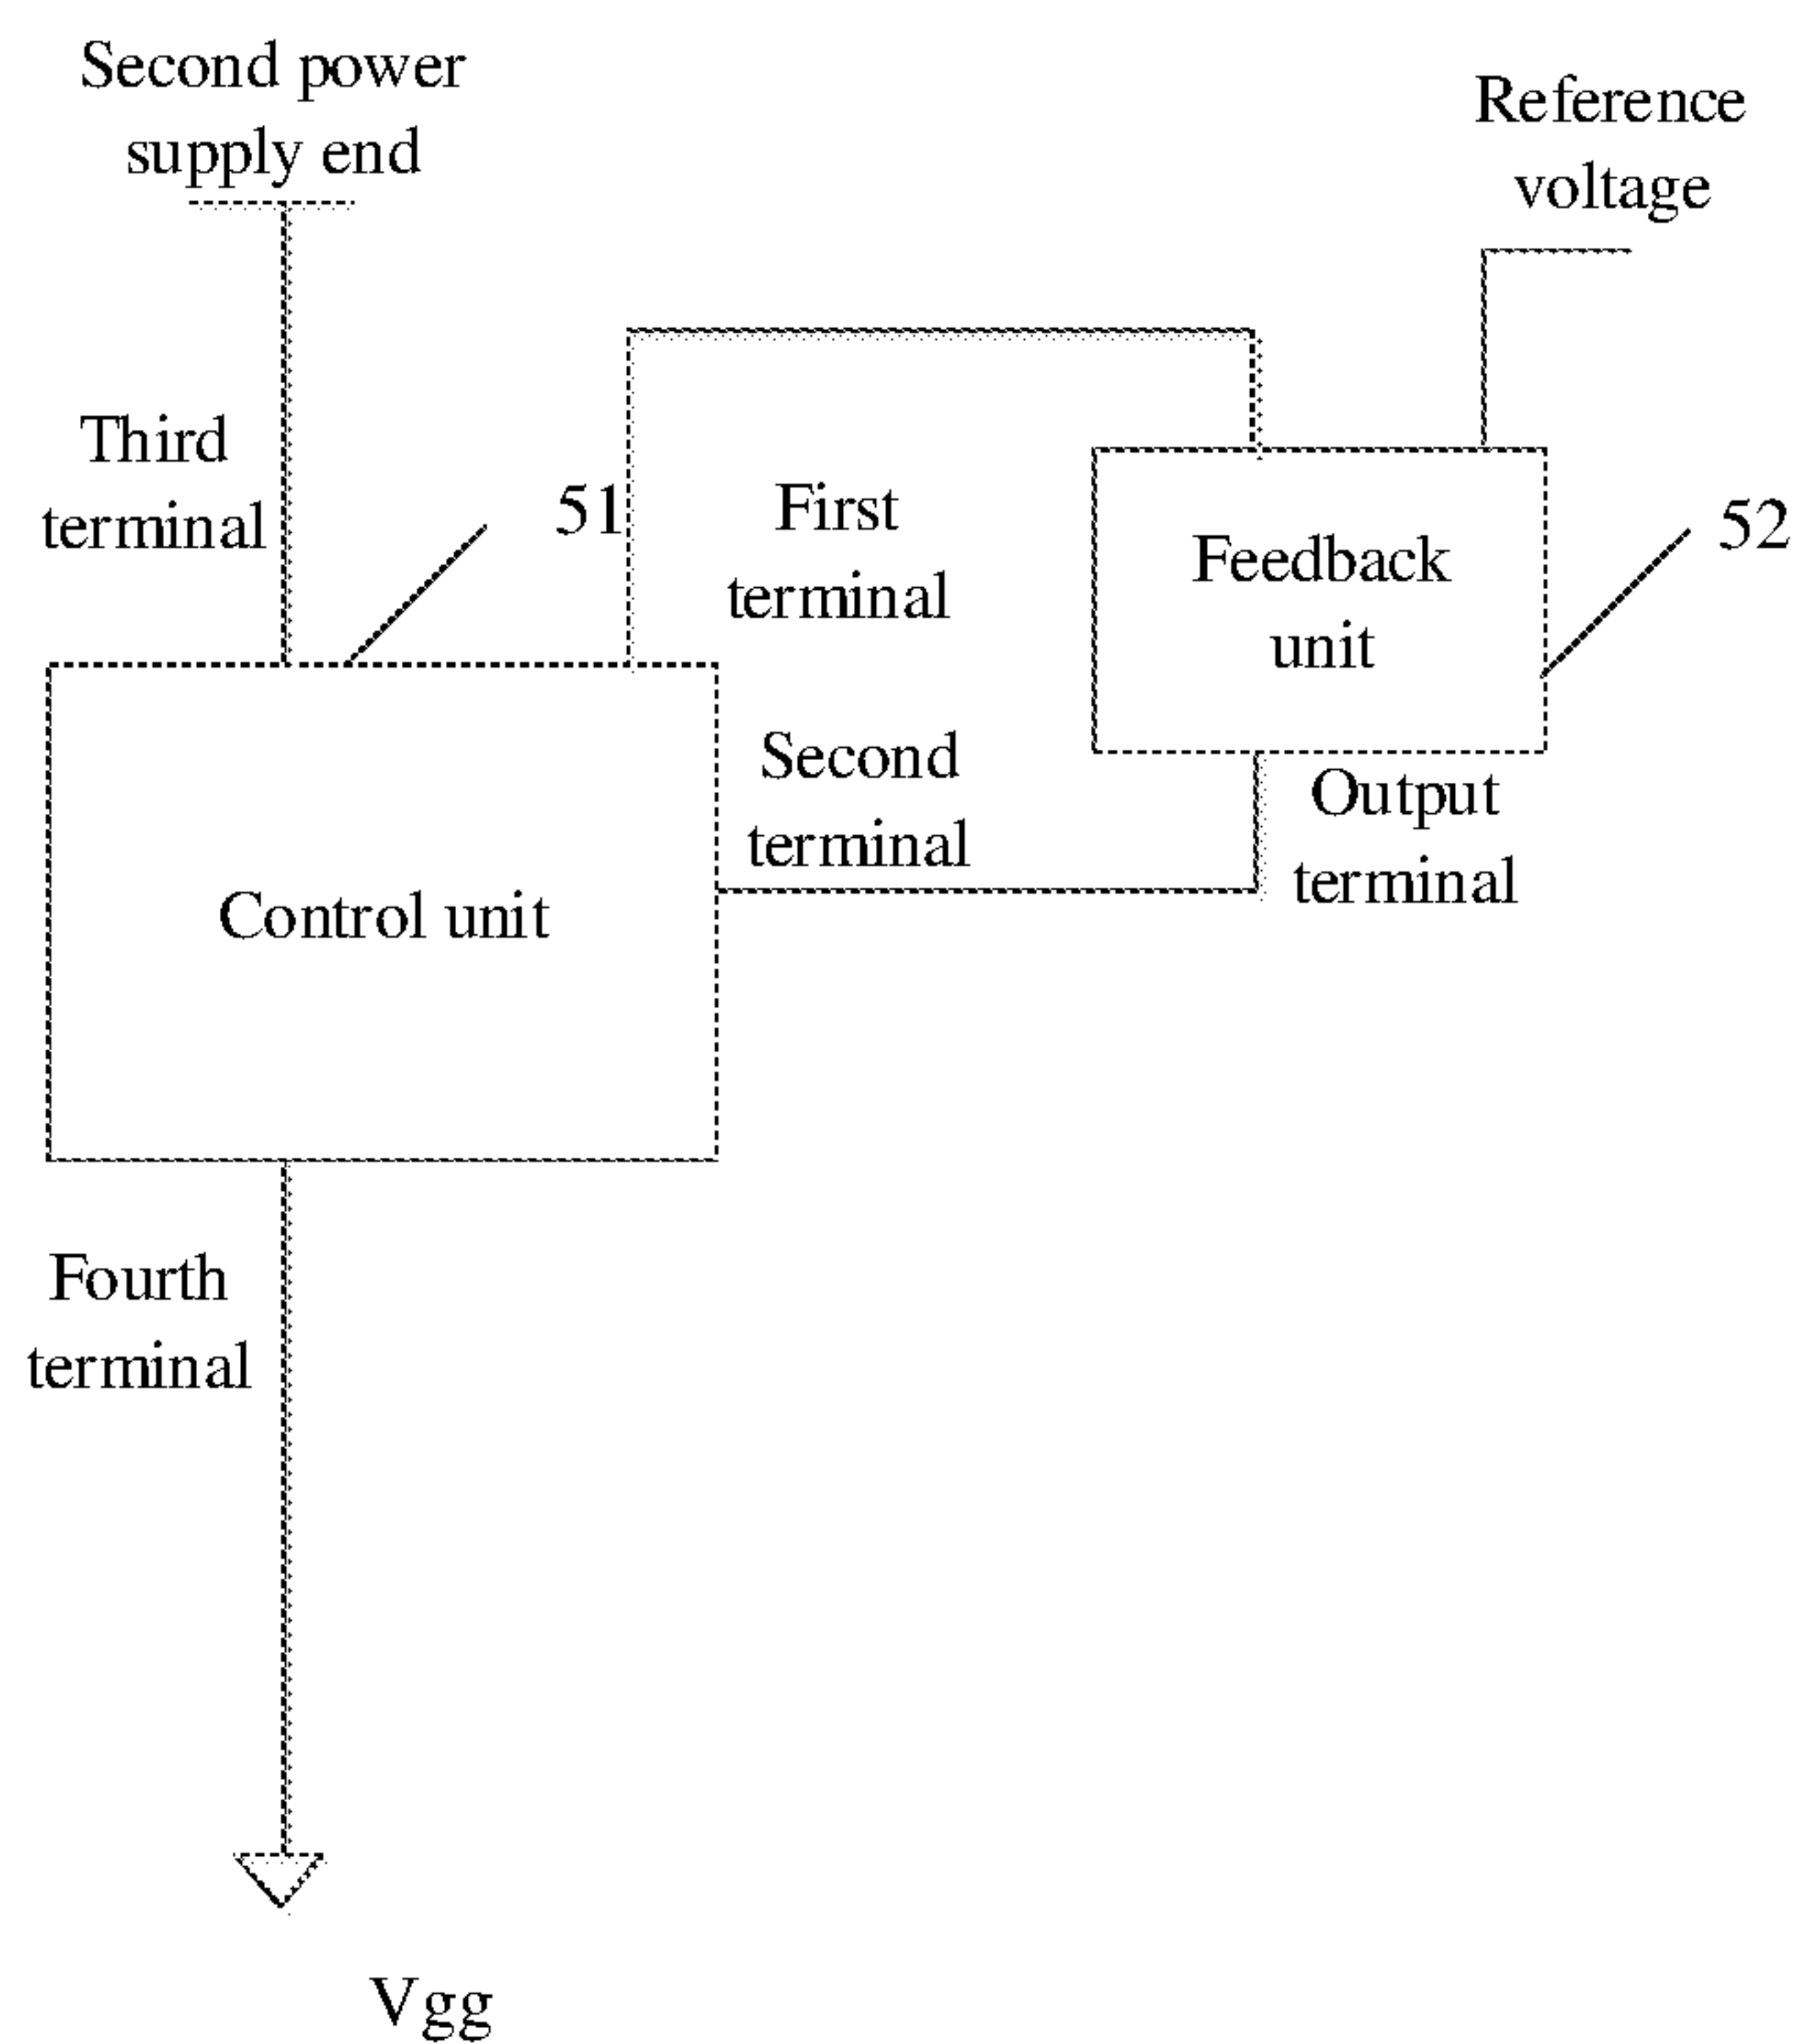 Second power
supply end
Reference
voltage
Third
terminal
51
First
terminal
Feedback
unit
52
Second
terminal
Output
terminal
Control unit
Fourth
terminal
Vgg